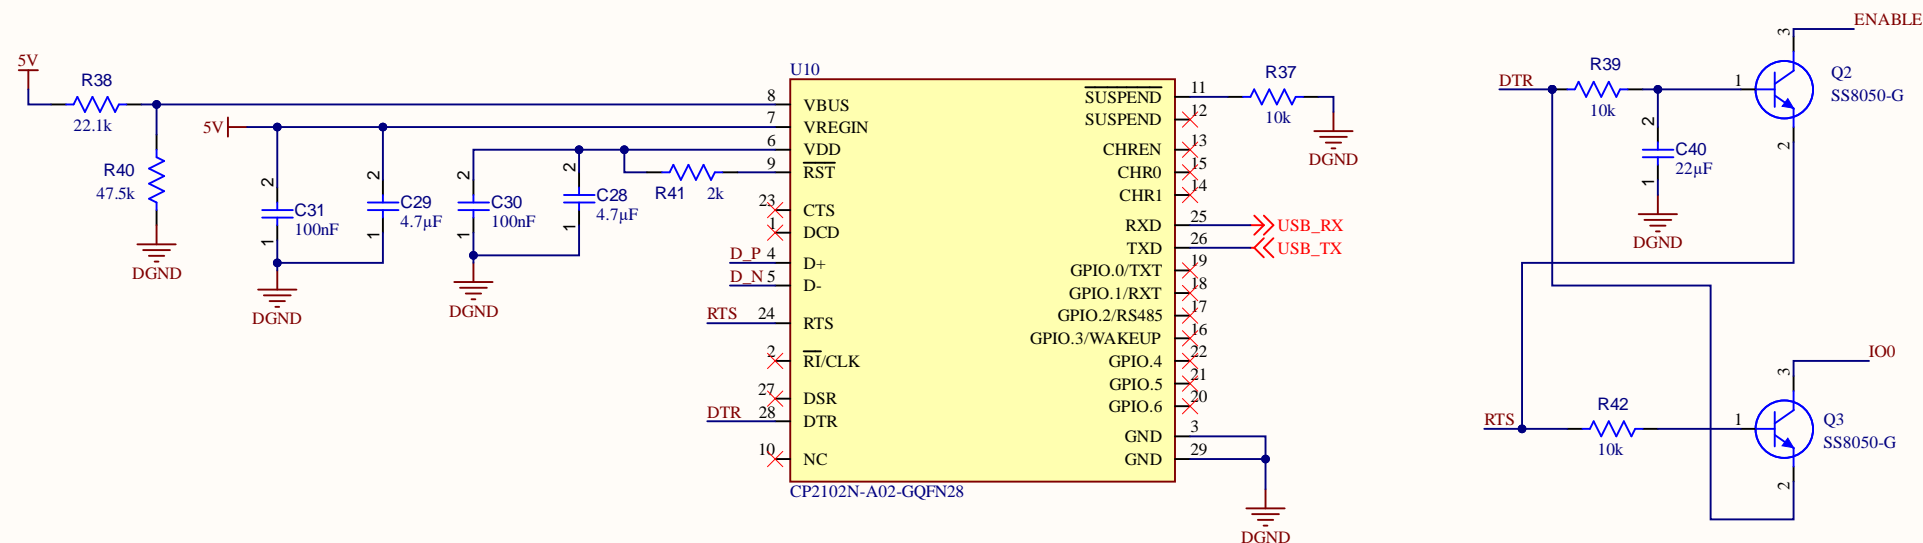 5V
R38
22.1k
R40
47.5k
DGND
5V
2
C31
100nF
1
DGND
2
C29
4.7µF
1
2
C30
100nF
1
DGND
2
C28
4.7µF
1
R41 2k
U10
8 VBUS
7 VREGIN
6 VDD
9 RST
23 CTS
1 DCD
D_P 4 D+
D_N 5 D-
RTS 24 RTS
2 RI/CLK
27 DSR
DTR 28 DTR
10 NC
SUSPEND 11
SUSPEND 12
CHREN 13
CHR0 15
CHR1 14
RXD 25 USB_RX
TXD 26 USB_TX
GPIO.0/TXT 19
GPIO.1/RXT 18
GPIO.2/RS485 17
GPIO.3/WAKEUP 16
GPIO.4 22
GPIO.5 21
GPIO.6 20
GND 3
GND 29
CP2102N-A02-GQFN28
DGND
R37
10k
DGND
ENABLE
3
DTR
R39
10k
1
Q2
SS8050-G
2
2
C40
22µF
1
DGND
IO0
3
RTS
R42
10k
1
Q3
SS8050-G
2